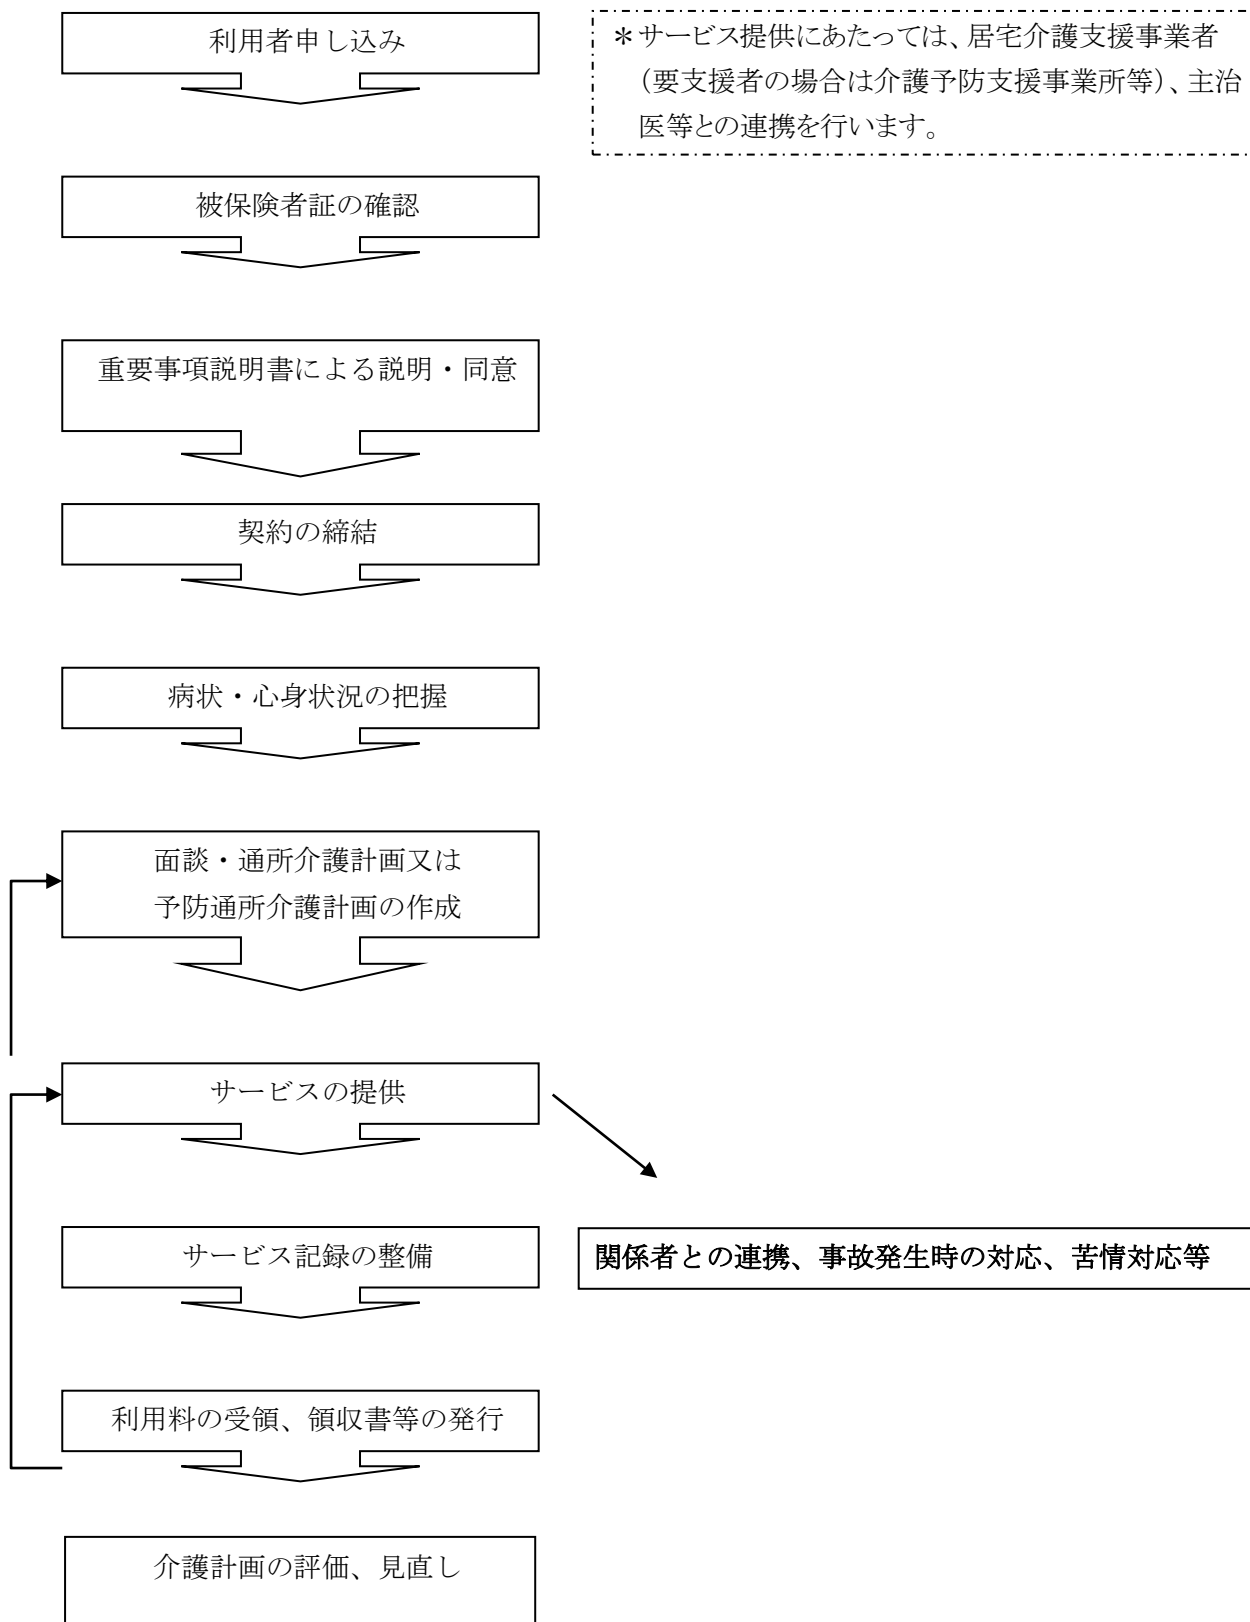 利用者申し込み
＊サービス提供にあたっては、居宅介護支援事業者
（要支援者の場合は介護予防支援事業所等）、主治
医等との連携を行います。
被保険者証の確認
重要事項説明書による説明・同意
契約の締結
病状・心身状況の把握
面談・通所介護計画又は
予防通所介護計画の作成
サービスの提供
サービス記録の整備
関係者との連携、事故発生時の対応、苦情対応等
利用料の受領、領収書等の発行
介護計画の評価、見直し